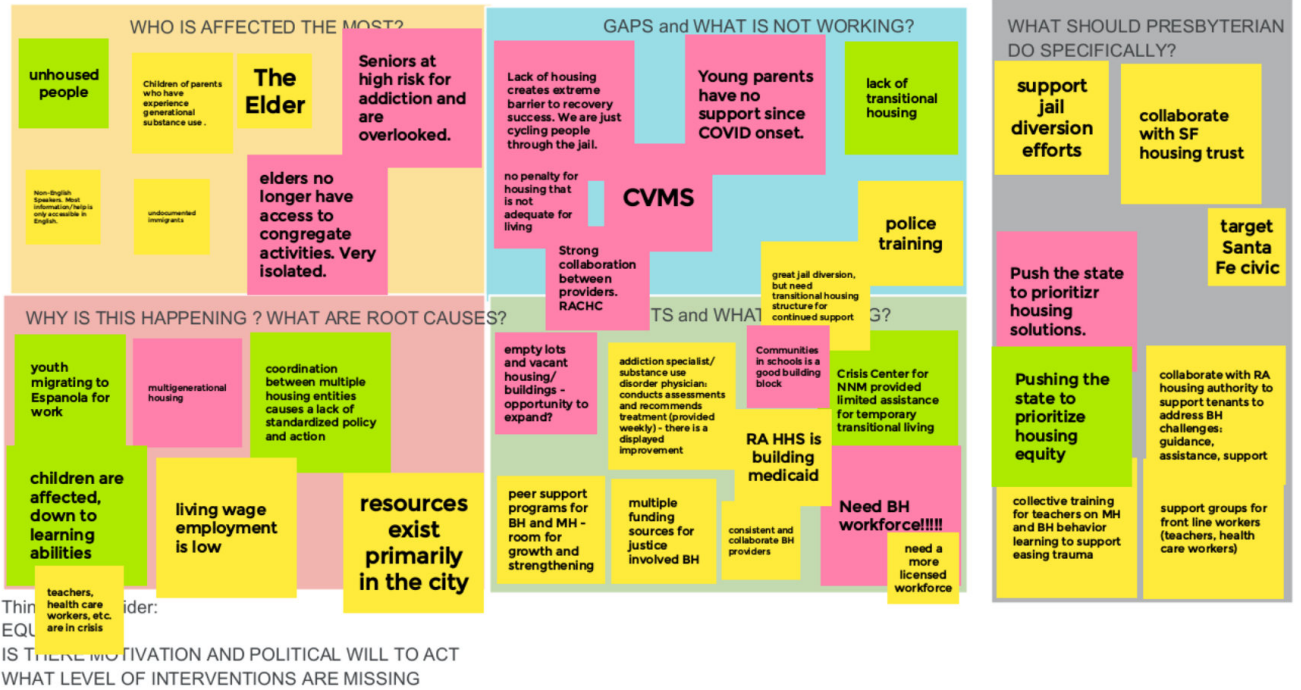 WHO IS AFFECTED THE MOST?
unhoused
people
Children of parents
who have
experience
generational
substance use .
The
Elder
Seniors at
high risk for
addiction and
are
overlooked.
Non-English
Speakers. Most
information/help is
only accessible in
English.
undocumented
immigrants
elders no
longer have
access to
congregate
activities. Very
isolated.
GAPS and WHAT IS NOT WORKING?
Lack of housing
creates extreme
barrier to recovery
success. We are just
cycling people
through the jail.
Young parents
have no
support since
COVID onset.
lack of
transitional
housing
no penalty for
housing that
is not
adequate for
living
CVMS
police
training
Strong
collaboration
between
providers.
RACHC
great jail diversion,
but need
transitional housing
structure for
continued support
WHY IS THIS HAPPENING ? WHAT ARE ROOT CAUSES?
youth
migrating to
Espanola for
work
multigenerational
housing
coordination
between multiple
housing entities
causes a lack of
standardized policy
and action
children are
affected,
down to
learning
abilities
living wage
employment
is low
resources
exist
primarily
in the city
teachers,
health care
workers, etc.
are in crisis
TS and WHAT G?
empty lots
and vacant
housing/
buildings -
opportunity to
expand?
addiction specialist/
substance use
disorder physician:
conducts assessments
and recommends
treatment (provided
weekly) - there is a
displayed
improvement
Communities
in schools is a
good building
block
Crisis Center for
NNM provided
limited assistance
for temporary
transitional living
RA HHS is
building
medicaid
peer support
programs for
BH and MH -
room for
growth and
strengthening
multiple
funding
sources for
justice
involved BH
consistent and
collaborate BH
providers
Need BH
workforce!!!!!
need a
more
licensed
workforce
WHAT SHOULD PRESBYTERIAN
DO SPECIFICALLY?
support
jail
diversion
efforts
collaborate
with SF
housing trust
target
Santa
Fe civic
Push the state
to prioritizr
housing
solutions.
Pushing the
state to
prioritize
housing
equity
collaborate with RA
housing authority to
support tenants to
address BH
challenges:
guidance,
assistance, support
collective training
for teachers on MH
and BH behavior
learning to support
easing trauma
support groups for
front line workers
(teachers, health
care workers)
Thin ider:
EQU
IS THERE MOTIVATION AND POLITICAL WILL TO ACT
WHAT LEVEL OF INTERVENTIONS ARE MISSING